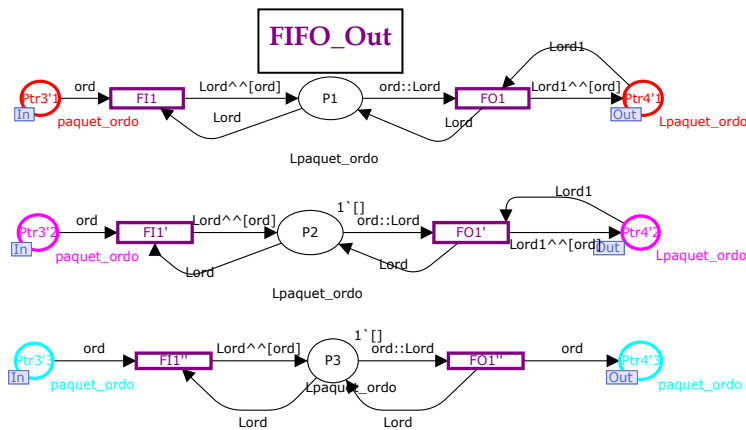 FIFO_Out
Lord1
ord
Lord^^[ord]
ord::Lord
Lord1^^[ord]
Ptr3'1
FI1
P1
FO1
Ptr4'1
In
Out
paquet_ordo
Lord
Lord
Lpaquet_ordo
Lpaquet_ordo
Lord1
1`[]
ord
Lord^^[ord]
ord::Lord
Ptr3'2
FI1'
P2
FO1'
Ptr4'2
In
Lord1^^[ord]
Out
paquet_ordo
Lord
Lord
Lpaquet_ordo
Lpaquet_ordo
1`[]
ord
Lord^^[ord]
ord::Lord
ord
Ptr3'3
FI1''
P3
FO1''
Ptr4'3
In
Out
paquet_ordo
Lpaquet_ordo
paquet_ordo
Lord
Lord